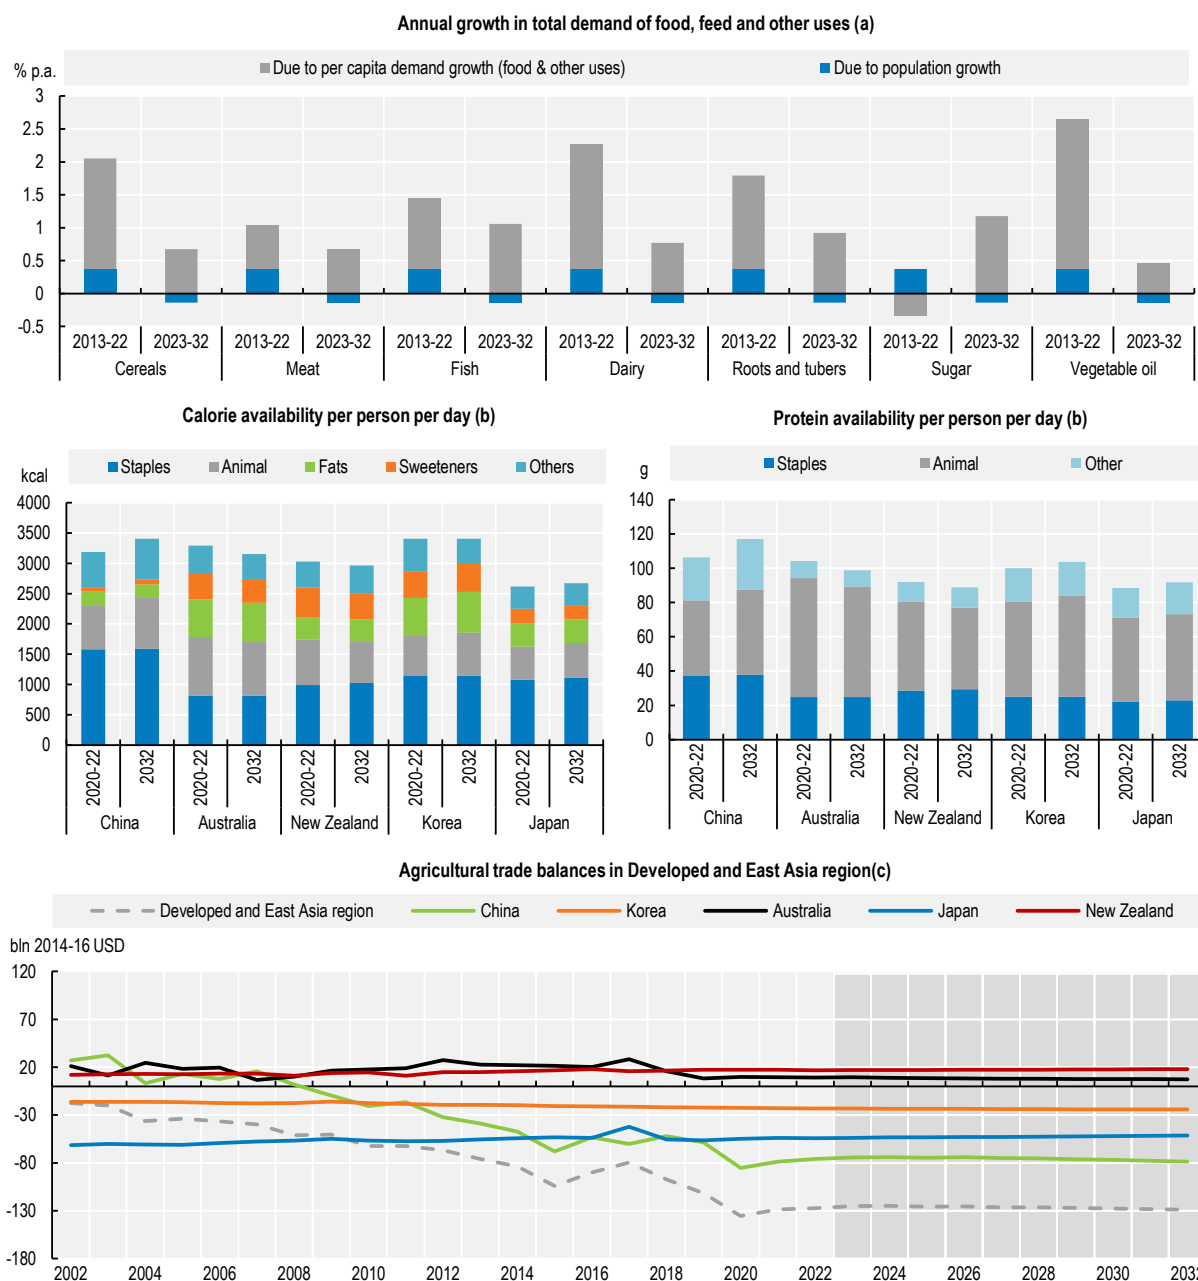 Annual growth in total demand of food, feed and other uses (a)
% p.a.
Due to per capita demand growth (food & other uses) Due to population growth
3
2.5
2
1.5
1
0.5
0
-0.5
2013-22 2023-32 2013-22 2023-32 2013-22 2023-32 2013-22 2023-32 2013-22 2023-32 2013-22 2023-32 2013-22 2023-32
Cereals Meat Fish Dairy Roots and tubers Sugar Vegetable oil
Calorie availability per person per day (b)
kcal
Staples Animal Fats Sweeteners Others
4000
3500
3000
2500
2000
1500
1000
500
0
2020-22 2032 2020-22 2032 2020-22 2032 2020-22 2032 2020-22 2032
China Australia New Zealand Korea Japan
Protein availability per person per day (b)
g
Staples Animal Other
140
120
100
80
60
40
20
0
2020-22 2032 2020-22 2032 2020-22 2032 2020-22 2032 2020-22 2032
China Australia New Zealand Korea Japan
Agricultural trade balances in Developed and East Asia region(c)
Developed and East Asia region China Korea Australia Japan New Zealand
bln 2014-16 USD
120
70
20
-30
-80
-130
-180
2002 2004 2006 2008 2010 2012 2014 2016 2018 2020 2022 2024 2026 2028 2030 2032